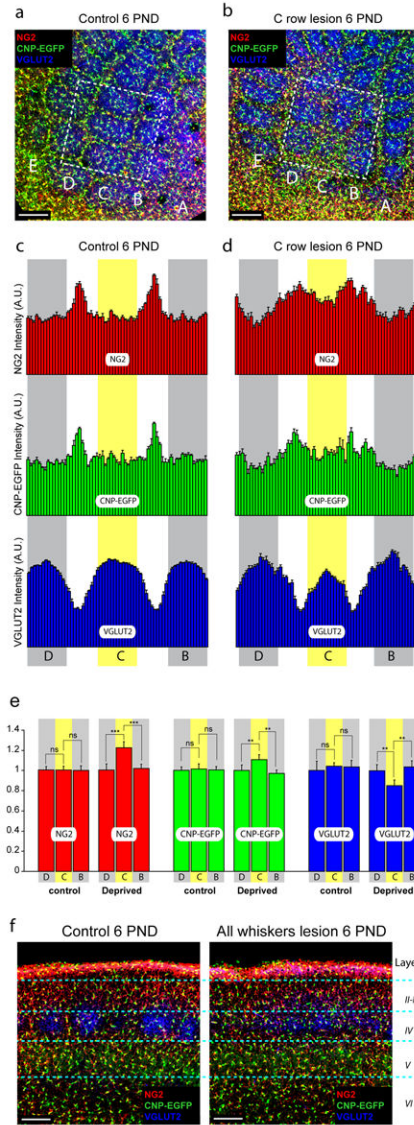 a
Control 6 PND
NG2
CNP-EGFP
VGLUT2
E
D
C
B
A
b
C row lesion 6 PND
NG2
CNP-EGFP
VGLUT2
E
D
C
B
A
c
Control 6 PND
d
C row lesion 6 PND
NG2 Intensity (A.U.)
NG2
NG2
CNP-EGFP Intensity (A.U.)
CNP-EGFP
CNP-EGFP
VGLUT2 Intensity (A.U.)
VGLUT2
VGLUT2
D C B
D C B
e
1.4
1.2
1
0.8
0.6
0.4
0.2
0
ns ns *** *** ns ns ** ** ns ns ** **
NG2 NG2 CNP-EGFP CNP-EGFP VGLUT2 VGLUT2
D C B D C B D C B D C B D C B D C B
control Deprived control Deprived control Deprived
f
Control 6 PND
All whiskers lesion 6 PND
IV
V
VI
NG2
CNP-EGFP
VGLUT2
NG2
CNP-EGFP
VGLUT2